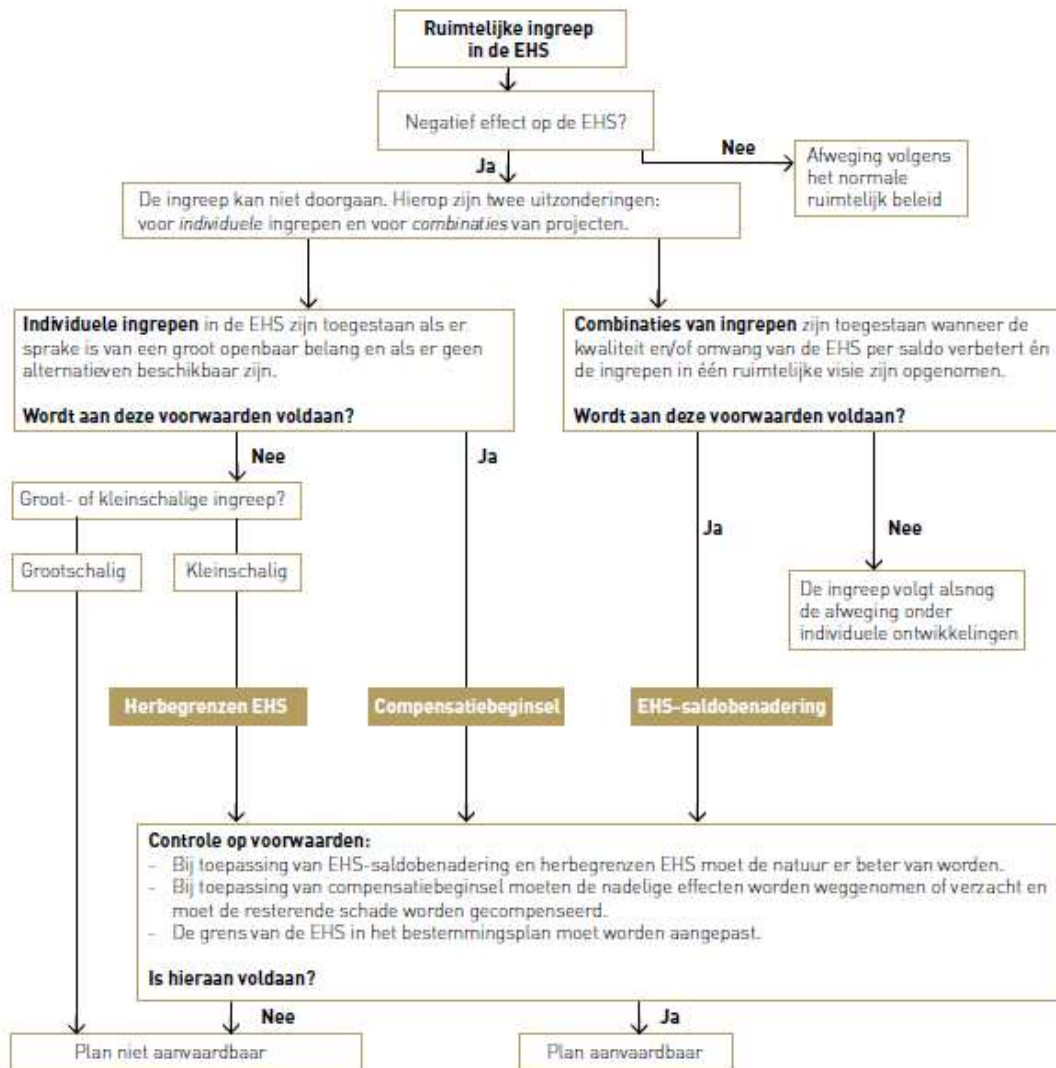 Ruimtelijke ingreep
in de EHS
Negatief effect op de EHS?
Nee
Ja
Afweging volgens
het normale
ruimtelijk beleid
De ingreep kan niet doorgaan. Hierop zijn twee uitzonderingen:
voor individuele ingrepen en voor combinaties van projecten.
Individuele ingrepen in de EHS zijn toegestaan als er
sprake is van een groot openbaar belang en als er geen
alternatieven beschikbaar zijn.
Wordt aan deze voorwaarden voldaan?
Combinaties van ingrepen zijn toegestaan wanneer de
kwaliteit en/of omvang van de EHS per saldo verbetert én
de ingrepen in één ruimtelijke visie zijn opgenomen.
Wordt aan deze voorwaarden voldaan?
Nee
Ja
Groot- of kleinschalige ingreep?
Ja
Nee
Grootschalig
Kleinschalig
De ingreep volgt alsnog
de afweging onder
individuele ontwikkelingen
Herbegrenzen EHS
Compensatiebeginsel
EHS-saldobenadering
Controle op voorwaarden:
- Bij toepassing van EHS-saldobenadering en herbegrenzen EHS moet de natuur er beter van worden.
- Bij toepassing van compensatiebeginsel moeten de nadelige effecten worden weggenomen of verzacht en
moet de resterende schade worden gecompenseerd.
- De grens van de EHS in het bestemmingsplan moet worden aangepast.
Is hieraan voldaan?
Nee
Ja
Plan niet aanvaardbaar
Plan aanvaardbaar